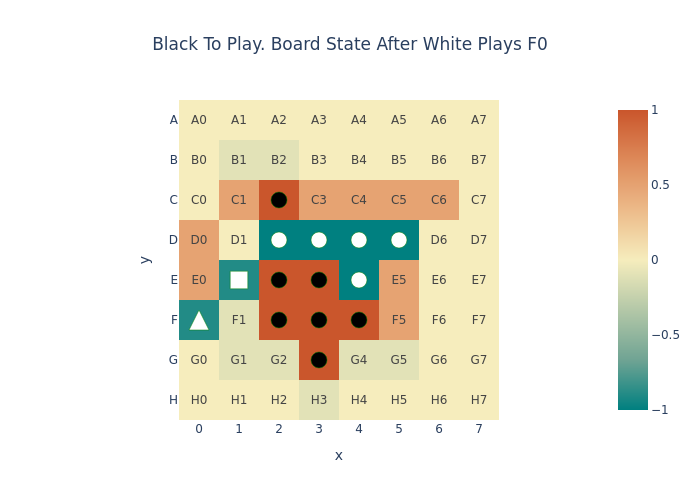 Black To Play. Board State After White Plays F0
A A0 A1 A2 A3 A4 A5 A6 A7
B B0 B1 B2 B3 B4 B5 B6 B7
C C0 C1 C3 C4 C5 C6 C7
D D0 D1 D6 D7
E E0 E5 E6 E7
F F1 F5 F6 F7
G G0 G1 G2 G4 G5 G6 G7
H H0 H1 H2 H3 H4 H5 H6 H7
0 1 2 3 4 5 6 7
x
y
1
0.5
0
−0.5
−1